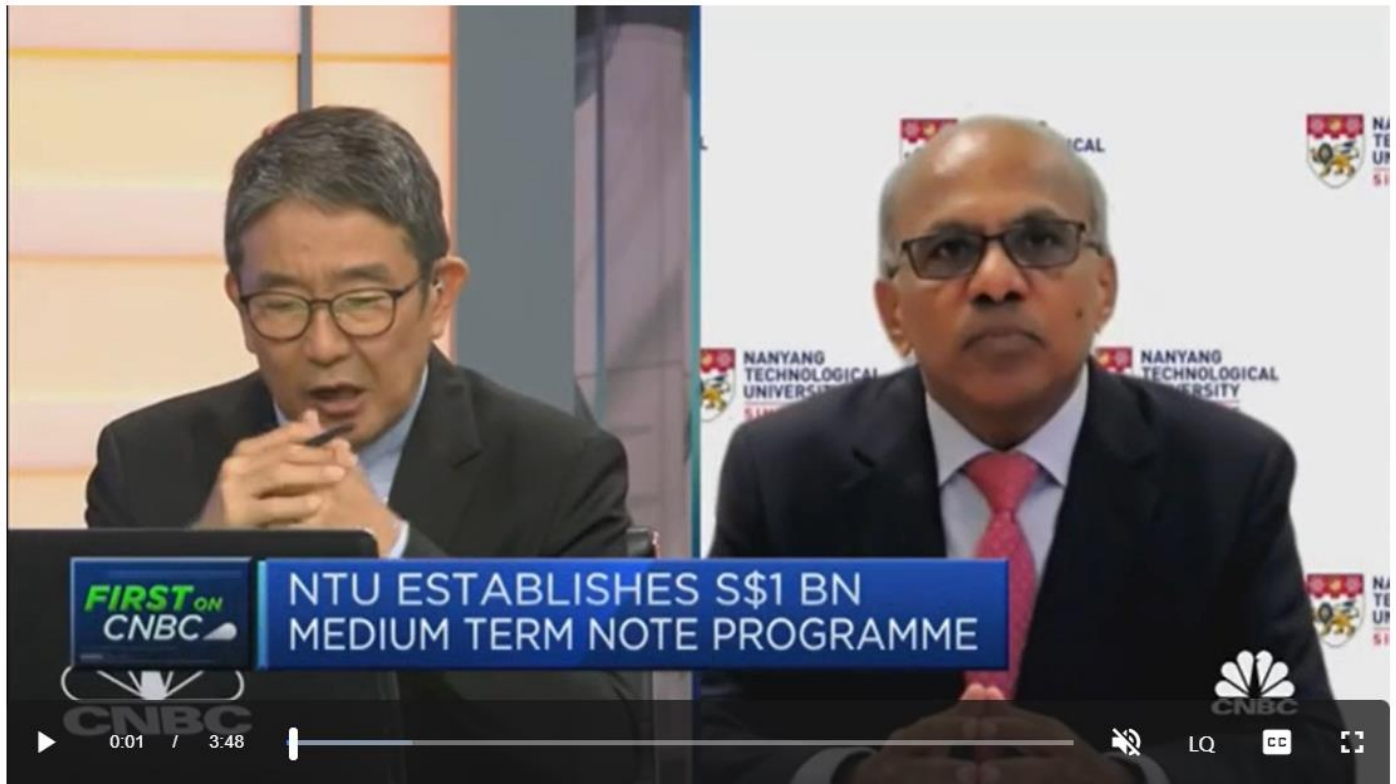 NANYANG
TECHNOLOGICAL
UNIVERSITY
NANYANG
TECHNOLOGICAL
FIRST ON
CNBC
NTU ESTABLISHES S$1 BN
MEDIUM TERM NOTE PROGRAMME
CNBC
CNBC
0:01 / 3:48
LQ
CC